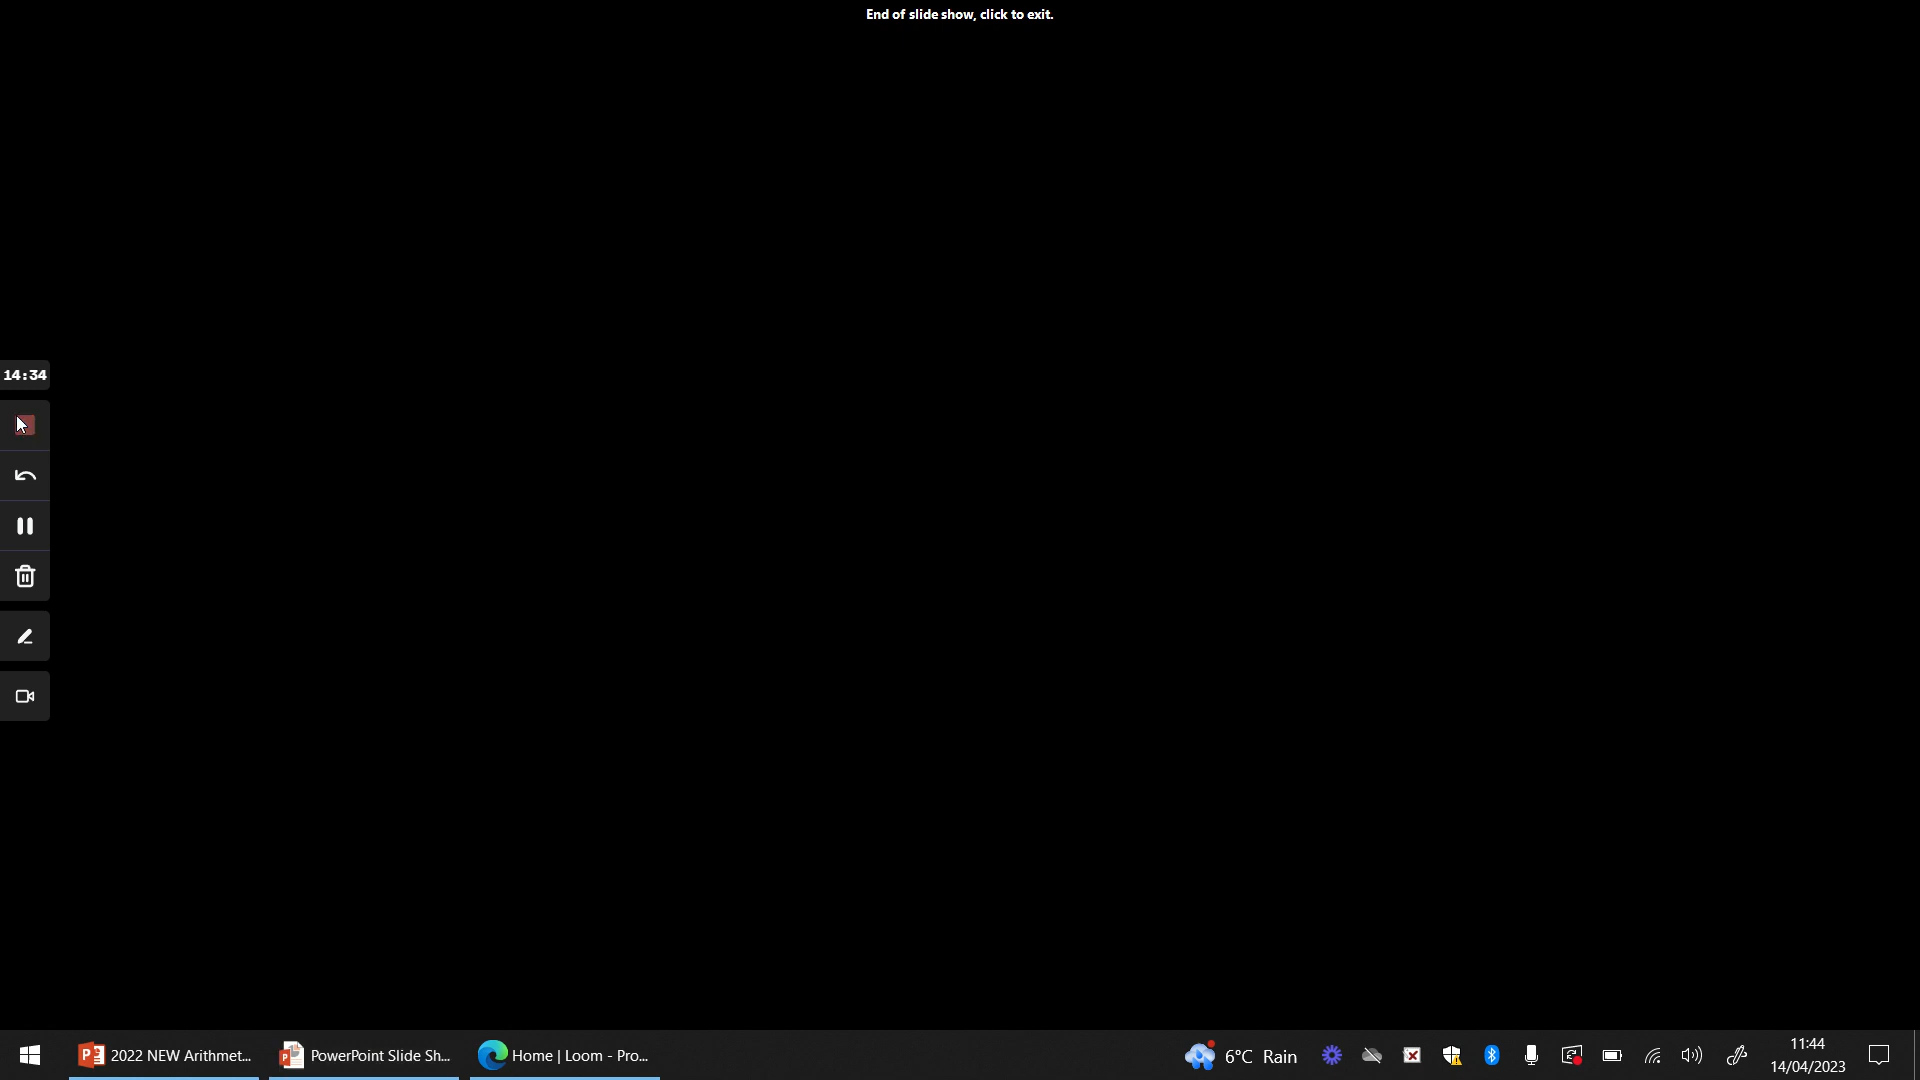 End of slide show, click to exit.
14:34
2022 NEW Arithmet...
PowerPoint Slide Sh...
Home | Loom - Pro...
6°C Rain
11:44
14/04/2023